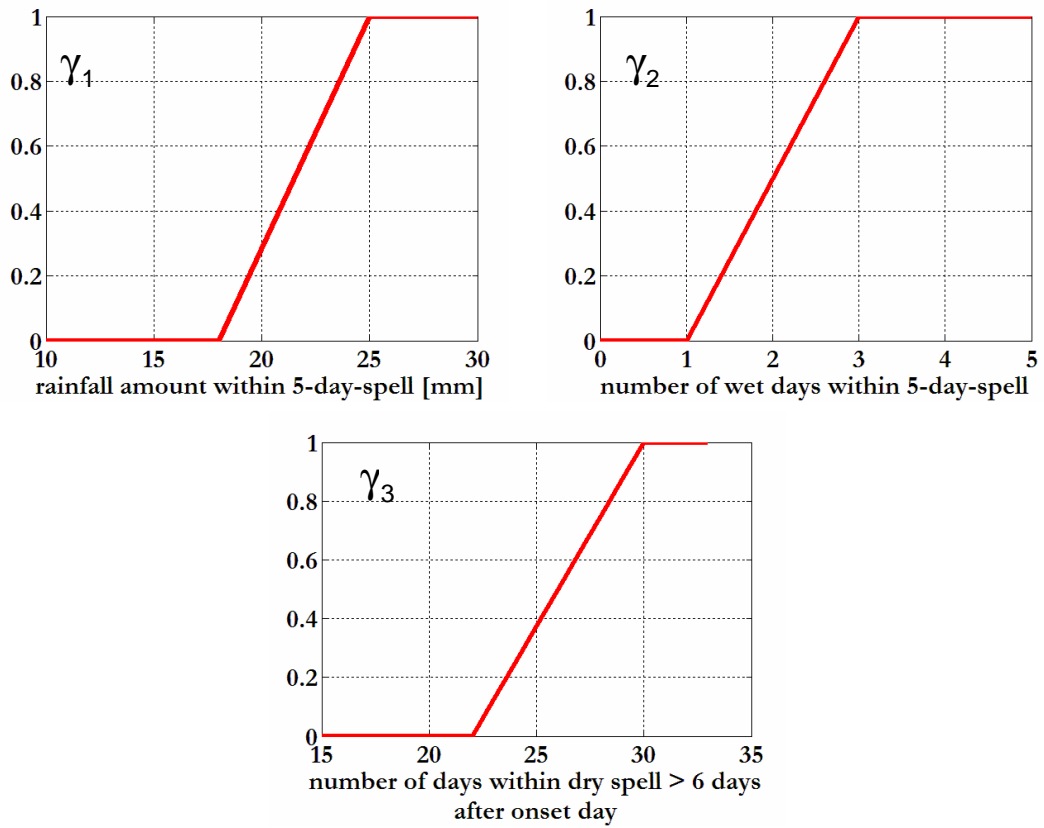 γ1
1
0.8
0.6
0.4
0.2
0
10 15 20 25 30
rainfall amount within 5-day-spell [mm]
γ2
1
0.8
0.6
0.4
0.2
0
0 1 2 3 4 5
number of wet days within 5-day-spell
γ3
1
0.8
0.6
0.4
0.2
0
15 20 25 30 35
number of days within dry spell > 6 days
after onset day